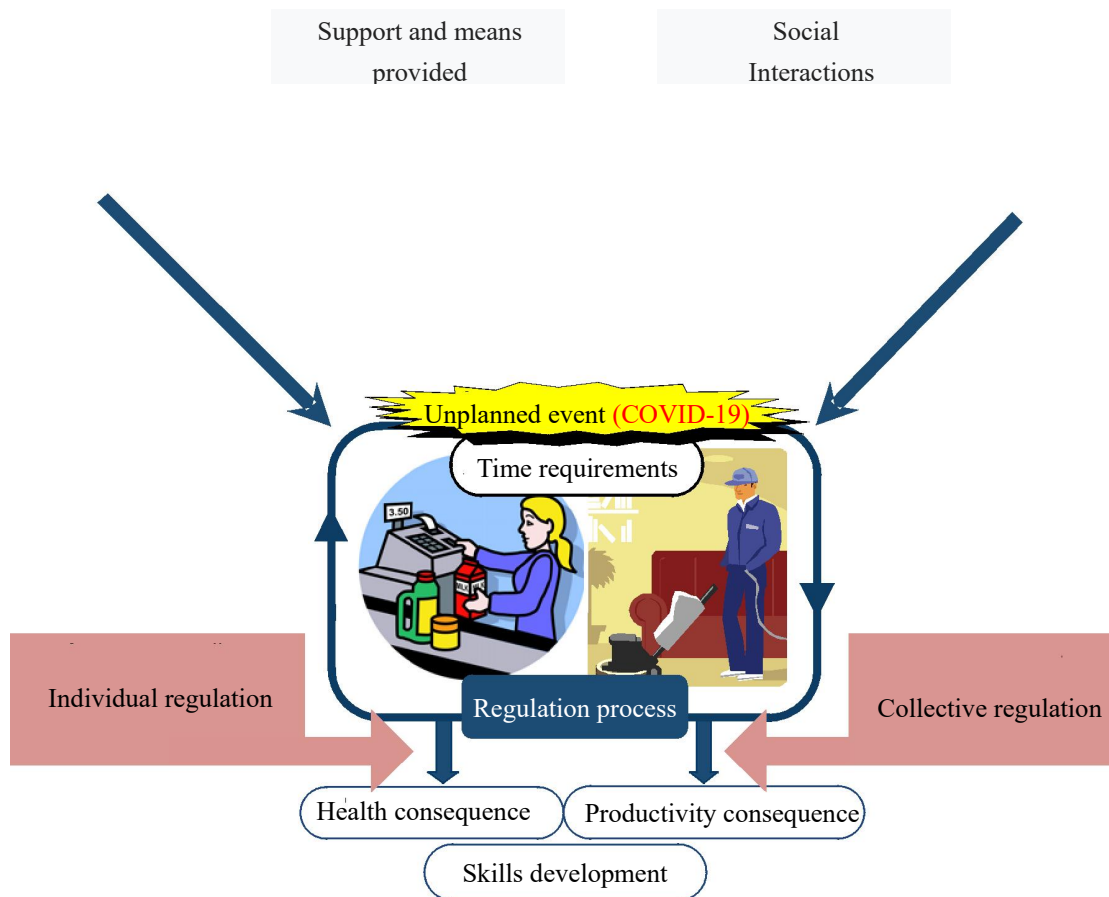 Support and means
provided
Social
Interactions
Unplanned event (COVID-19)
Time requirements
3.50
MILK
Individual regulation
Regulation process
Collective regulation
Health consequence
Productivity consequence
Skills development